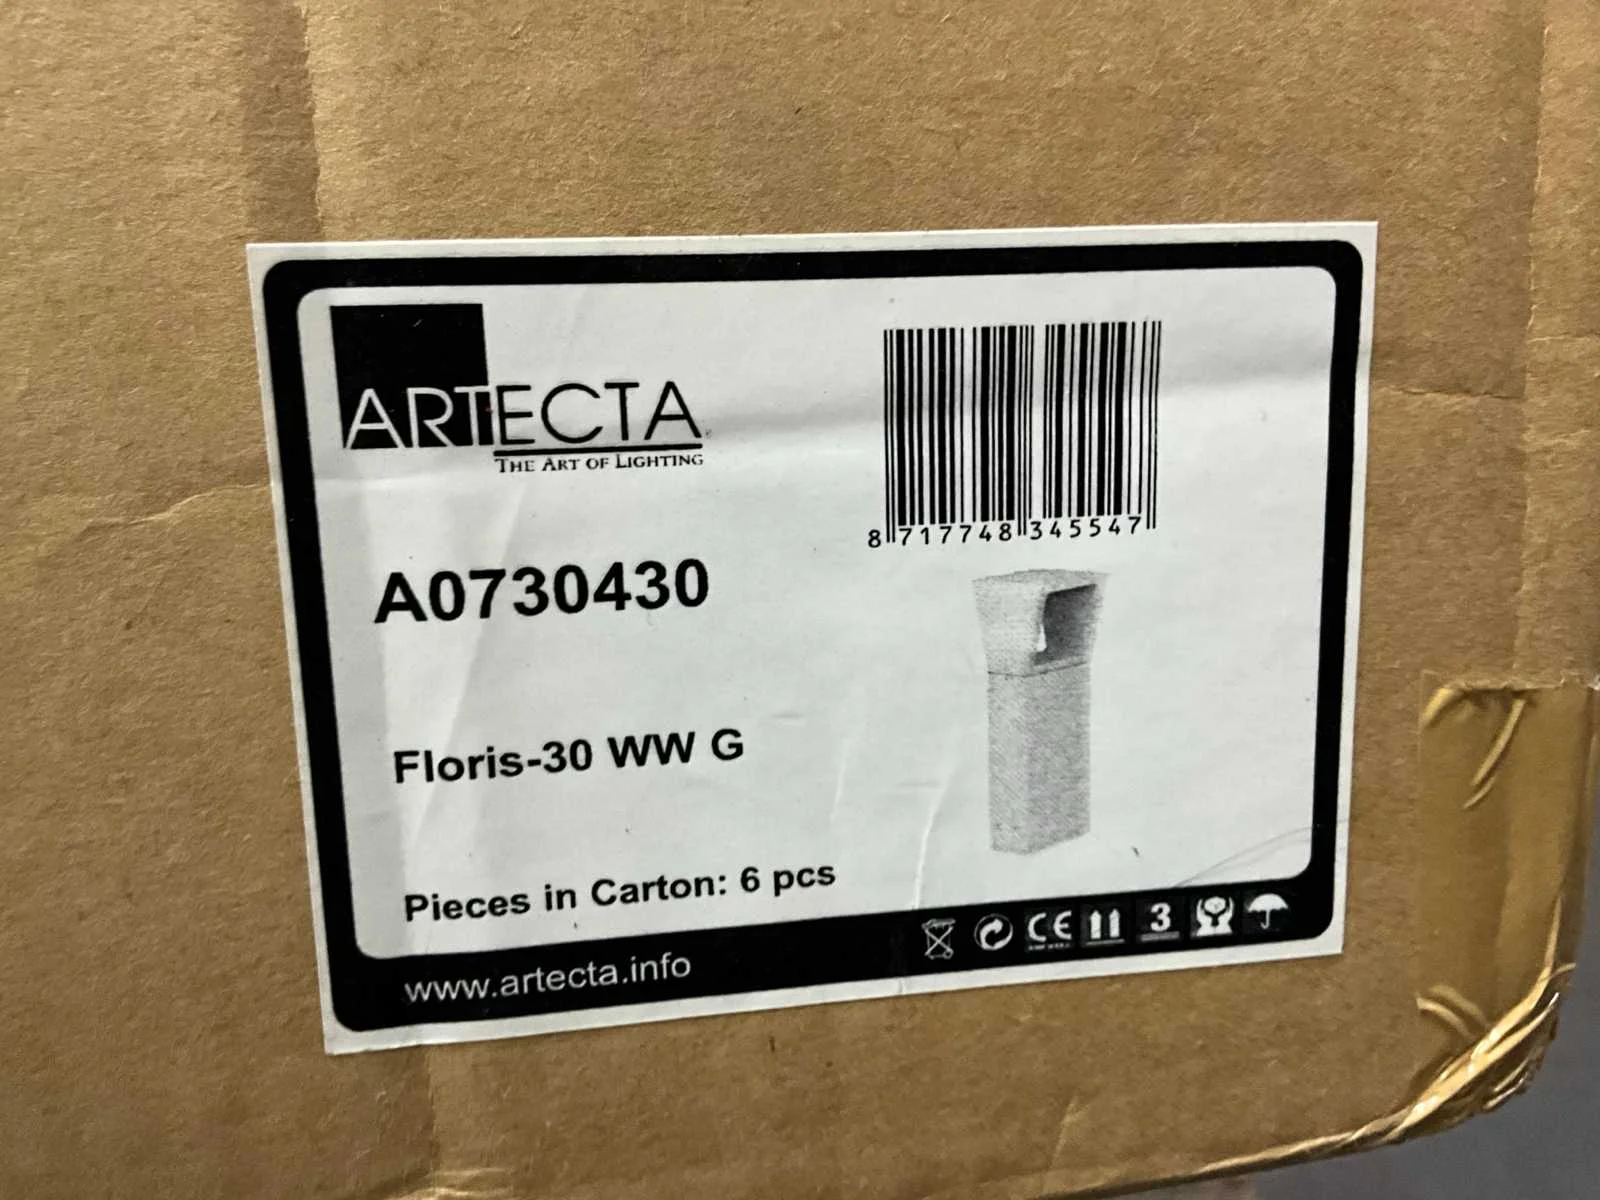 ARTECTA
THE ART OF LIGHTING
8 717748 345547
A0730430
Floris-30 WW G
Pieces in Carton: 6 pcs
www.artecta.info
CE
3